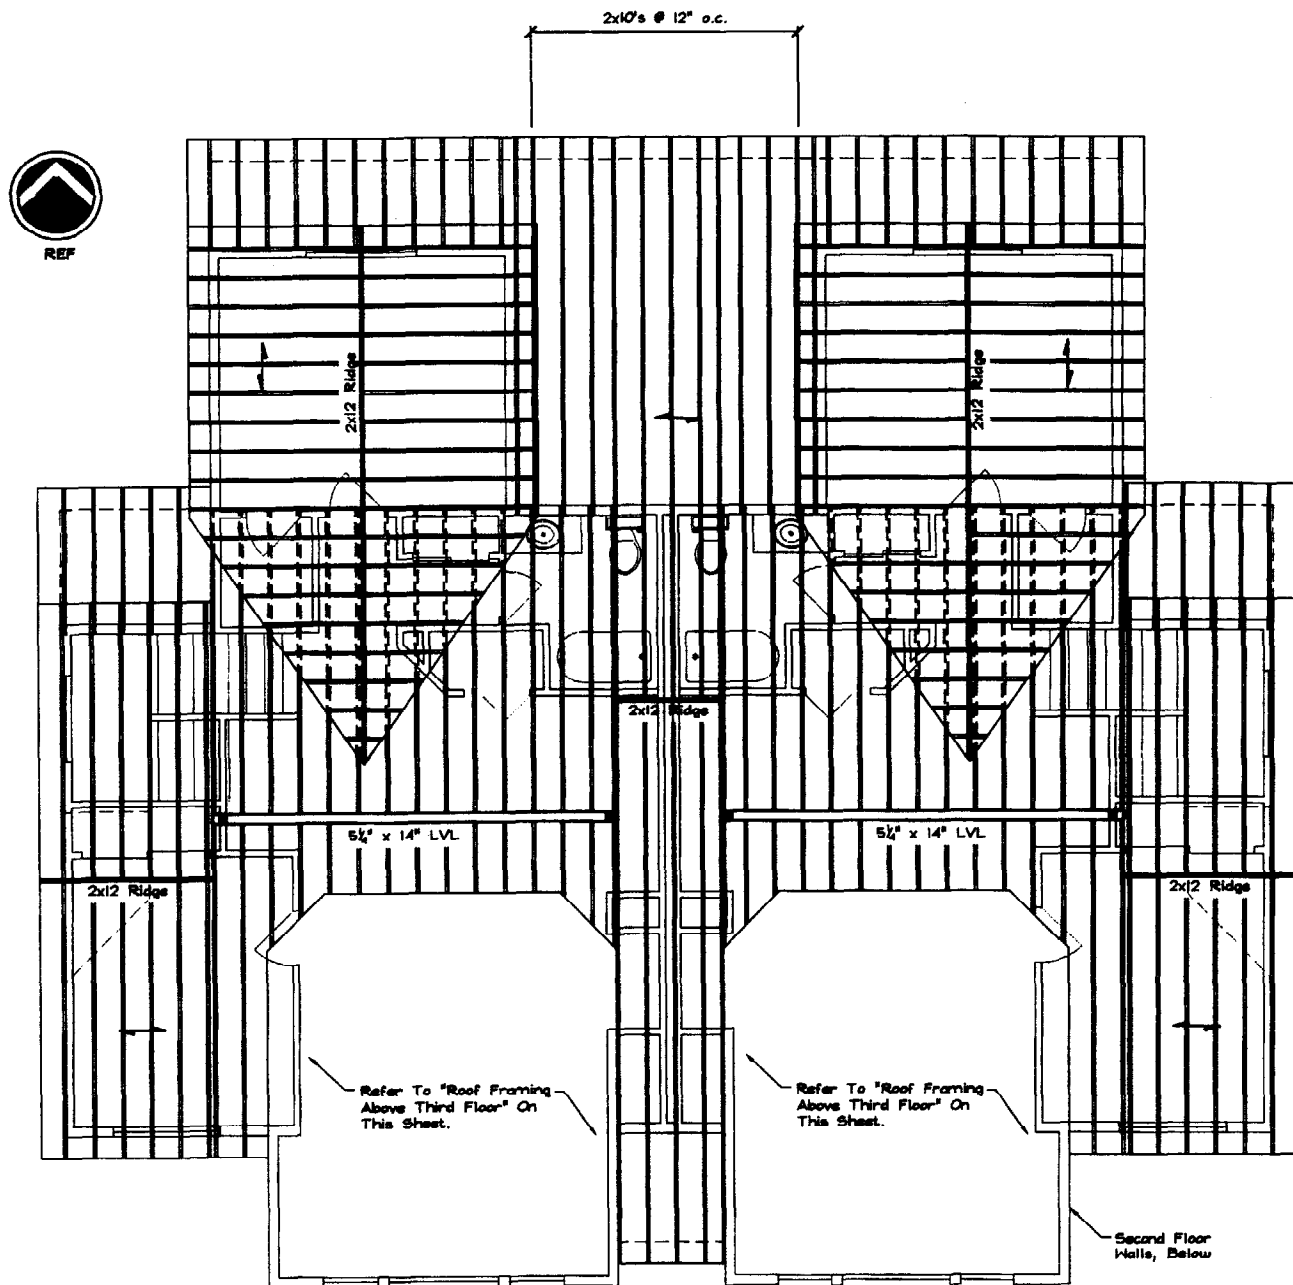 2x10's @ 12" o.c.
REF
2x12 Ridge
2x12 Ridge
2x12 Ridge
5¼" x 14" LVL
5¼" x 14" LVL
2x12 Ridge
2x12 Ridge
Refer To "Roof Framing
Above Third Floor" On
This Sheet.
Refer To "Roof Framing
Above Third Floor" On
This Sheet.
Second Floor
Walls, Below